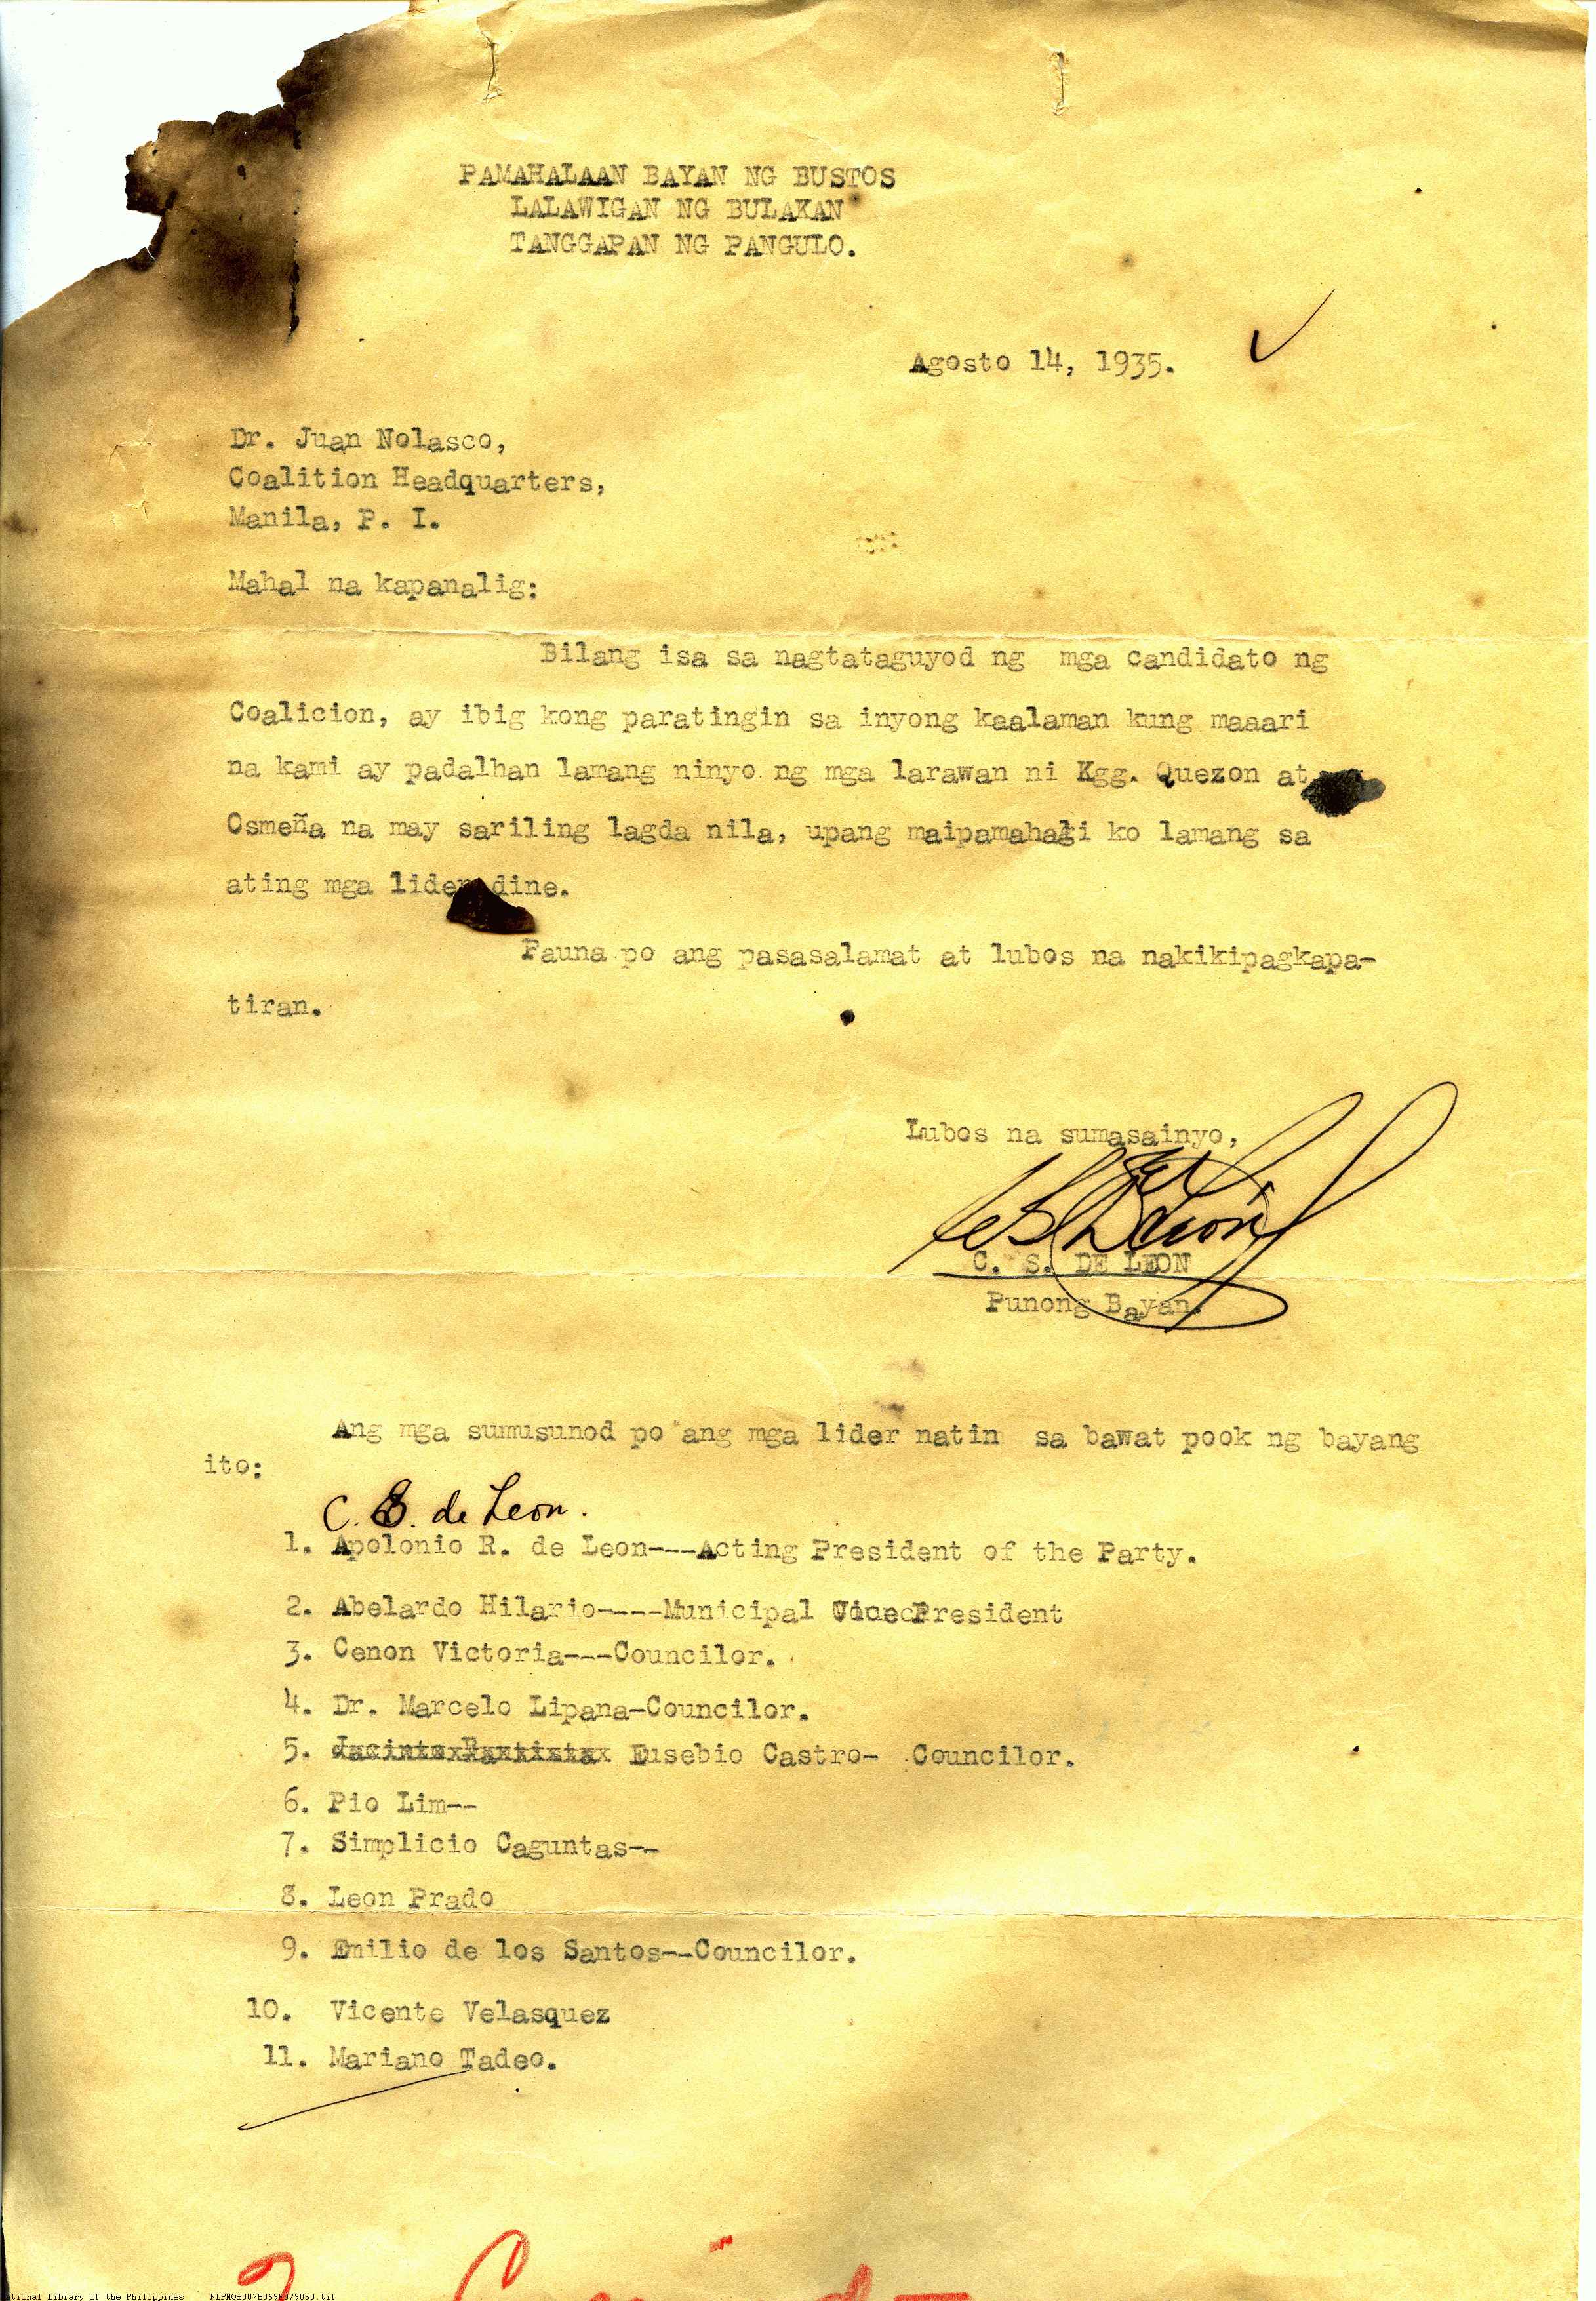 PAMAHALAAN BAYAN NG BUSTOS
LALAWIGAN NG BULAKAN
TANGGAPAN NG PANGULO.
Agosto 14, 1935.
Dr. Juan Nolasco,
Coalition Headquarters,
Manila, P. I.
Mahal na kapanalig:
Bilang isa sa nagtataguyod ng mga candidato ng
Coalicion, ay ibig kong paratingin sa inyong kaalaman kung maaari
na kami ay padalhan lamang ninyo ng mga larawan ni Kgg. Quezon at
Osmeña na may sariling lagda nila, upang maipamahagi ko lamang sa
ating mga lider dine.
Pauna po ang pasasalamat at lubos na nakikipagkapa-
tiran.
Lubos na sumasainyo,
C. S. DE LEON
Punong Bayan.
Ang mga sumusunod po ang mga lider natin sa bawat pook ng bayang
ito:
C. S. de Leon.
1. Apolonio R. de Leon---Acting President of the Party.
2. Abelardo Hilario----Municipal Vice President
3. Cenon Victoria---Councilor.
4. Dr. Marcelo Lipana-Councilor.
5. Eusebio Castro- Councilor.
6. Pio Lim--
7. Simplicio Caguntas--
8. Leon Prado
9. Emilio de los Santos--Councilor.
10. Vicente Velasquez
11. Mariano Tadeo.
National Library of the Philippines NLPMQS007B069F079050.tif